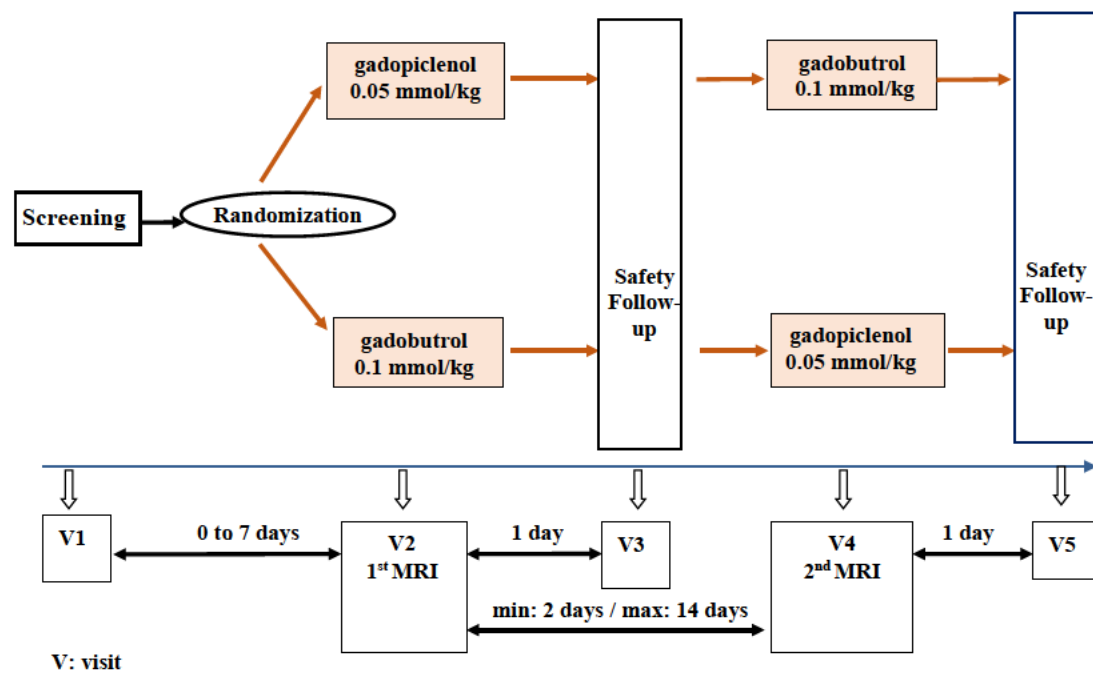 gadopiclenol
0.05 mmol/kg
gadobutrol
0.1 mmol/kg
Screening
Randomization
Safety
Follow-
up
Safety
Follow-
up
gadobutrol
0.1 mmol/kg
gadopiclenol
0.05 mmol/kg
V1
0 to 7 days
V2
1st MRI
1 day
V3
V4
2nd MRI
1 day
V5
min: 2 days / max: 14 days
V: visit